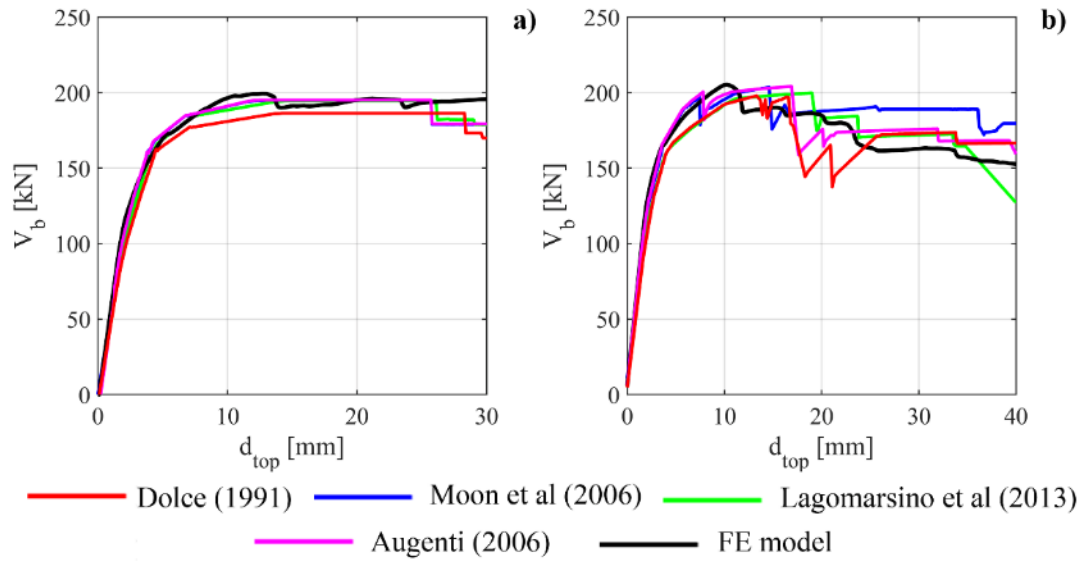 a)
250
200
150
100
50
0
V_b [kN]
0 10 20 30
d_top [mm]
b)
250
200
150
100
50
0
V_b [kN]
0 10 20 30 40
d_top [mm]
Dolce (1991) Moon et al (2006) Lagomarsino et al (2013)
Augenti (2006) FE model